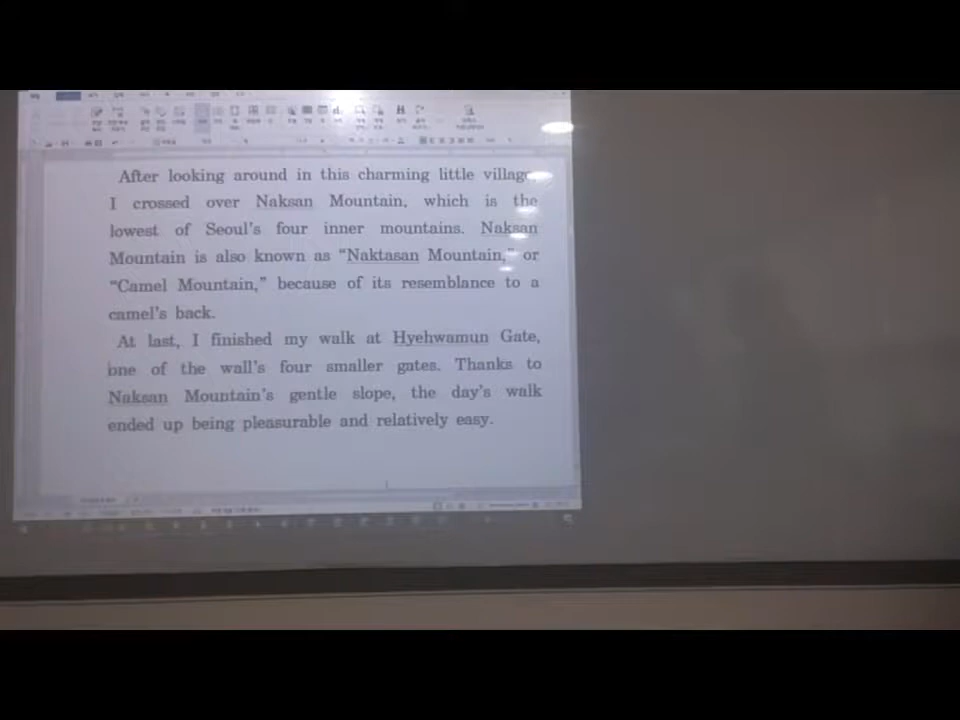 After looking around in this charming little village,
I crossed over Naksan Mountain, which is the
lowest of Seoul's four inner mountains. Naksan
Mountain is also known as “Naktasan Mountain,” or
“Camel Mountain,” because of its resemblance to a
camel's back.
At last, I finished my walk at Hyehwamun Gate,
one of the wall's four smaller gates. Thanks to
Naksan Mountain's gentle slope, the day's walk
ended up being pleasurable and relatively easy.